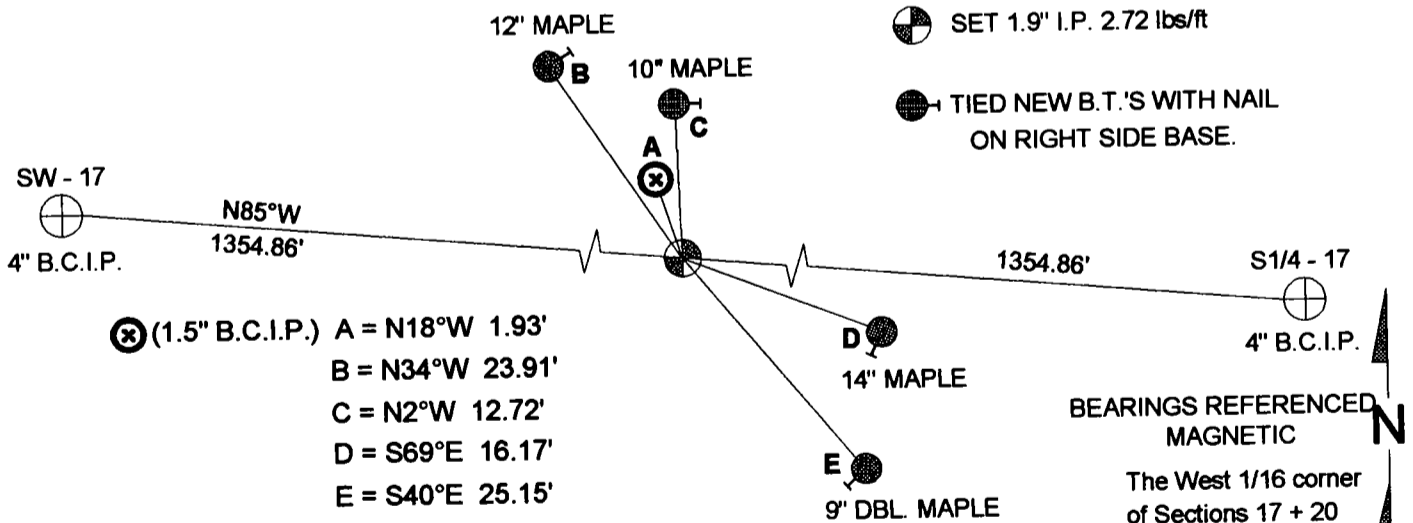 12" MAPLE
B
10" MAPLE
C
A
SET 1.9" I.P. 2.72 lbs/ft
TIED NEW B.T.'S WITH NAIL
ON RIGHT SIDE BASE.
SW - 17
4" B.C.I.P.
N85°W
1354.86'
1354.86'
S1/4 - 17
4" B.C.I.P.
(1.5" B.C.I.P.) A = N18°W 1.93'
B = N34°W 23.91'
C = N2°W 12.72'
D = S69°E 16.17'
E = S40°E 25.15'
D
14" MAPLE
E
9" DBL. MAPLE
BEARINGS REFERENCED
MAGNETIC
N
The West 1/16 corner
of Sections 17 + 20